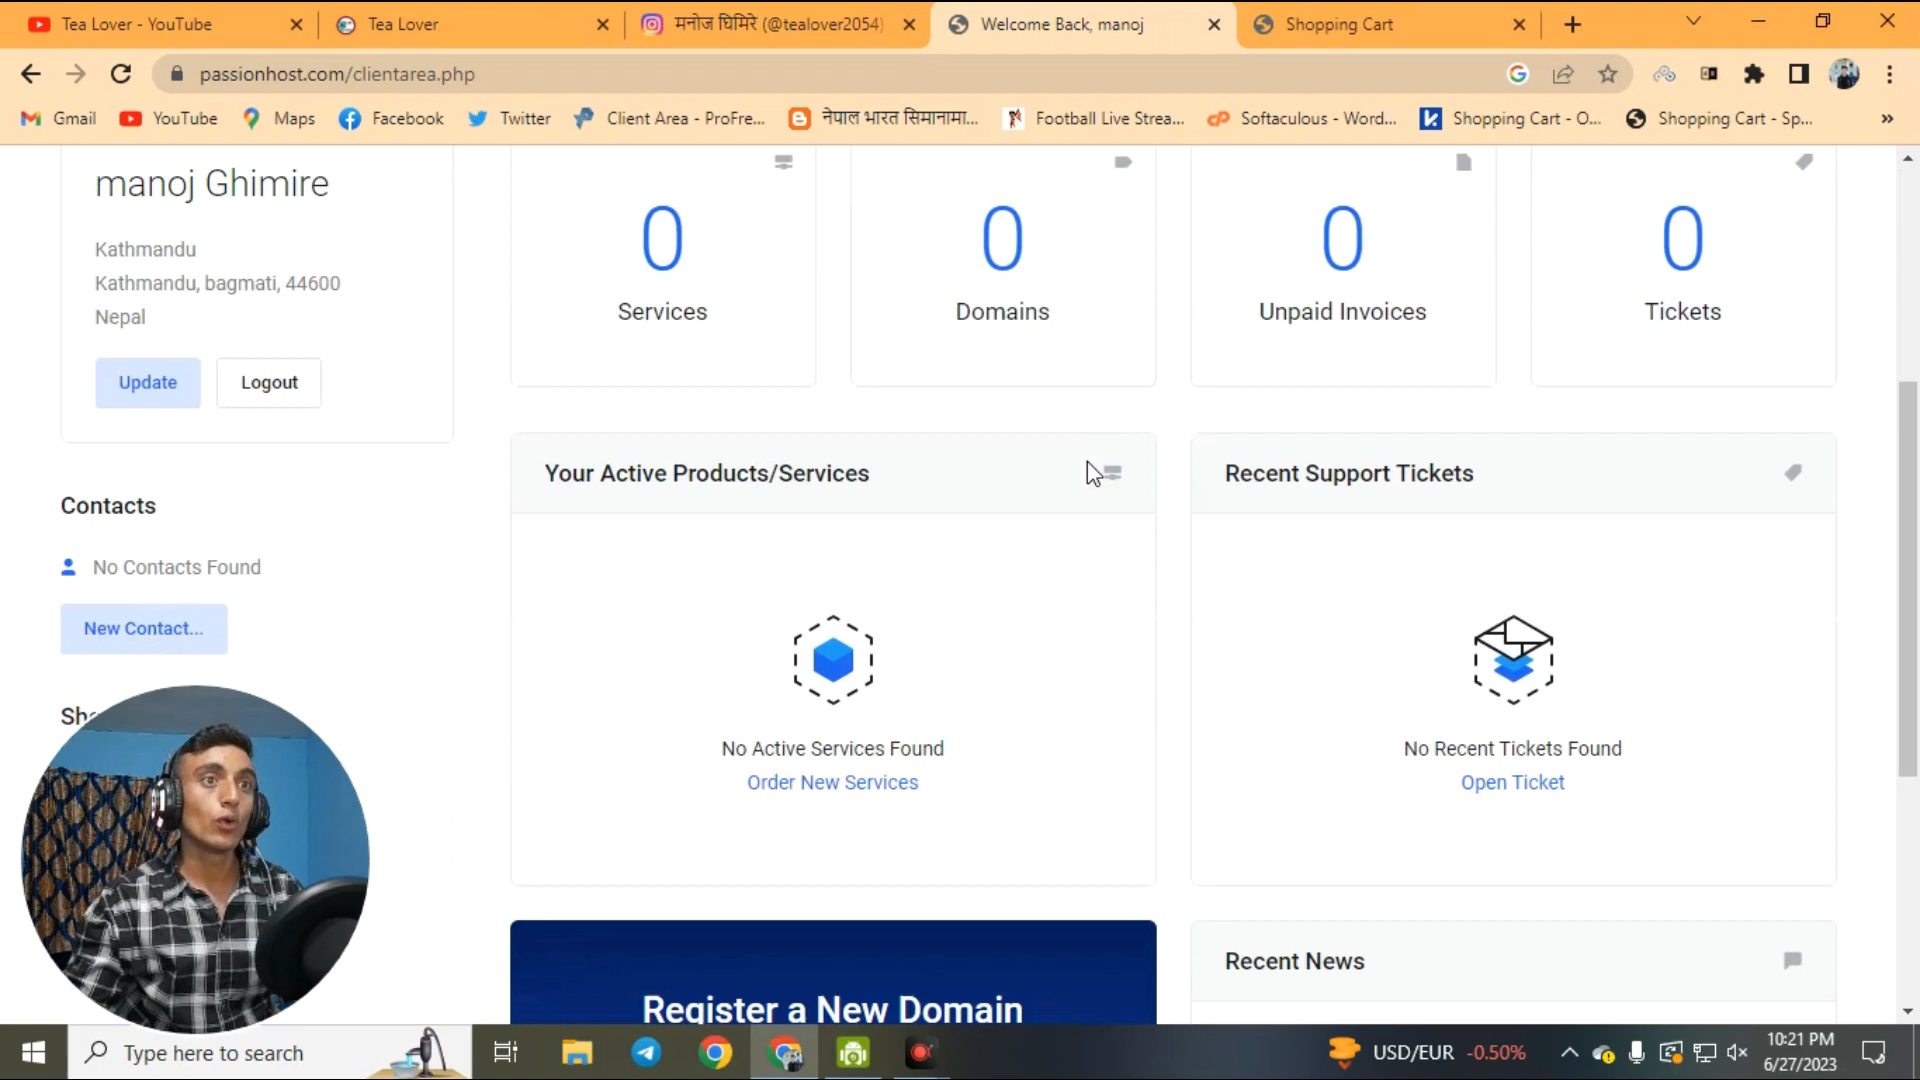 Tea Lover - YouTube
Tea Lover
मनोज घिमिरे (@tealover2054)
Welcome Back, manoj
Shopping Cart
passionhost.com/clientarea.php
Gmail
YouTube
Maps
Facebook
Twitter
Client Area - ProFre...
नेपाल भारत सिमानामा...
Football Live Strea...
Softaculous - Word...
Shopping Cart - O...
Shopping Cart - Sp...
manoj Ghimire
Kathmandu
Kathmandu, bagmati, 44600
Nepal
Update
Logout
0
Services
0
Domains
0
Unpaid Invoices
0
Tickets
Contacts
No Contacts Found
New Contact...
Your Active Products/Services
No Active Services Found
Order New Services
Recent Support Tickets
No Recent Tickets Found
Open Ticket
Register a New Domain
Recent News
Type here to search
USD/EUR -0.50%
10:21 PM
6/27/2023